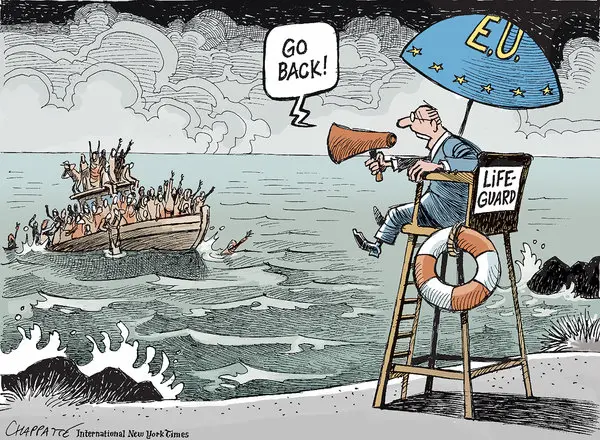 GO
BACK!
E.U.
LIFE-
GUARD
CHAPPATTE International New York Times